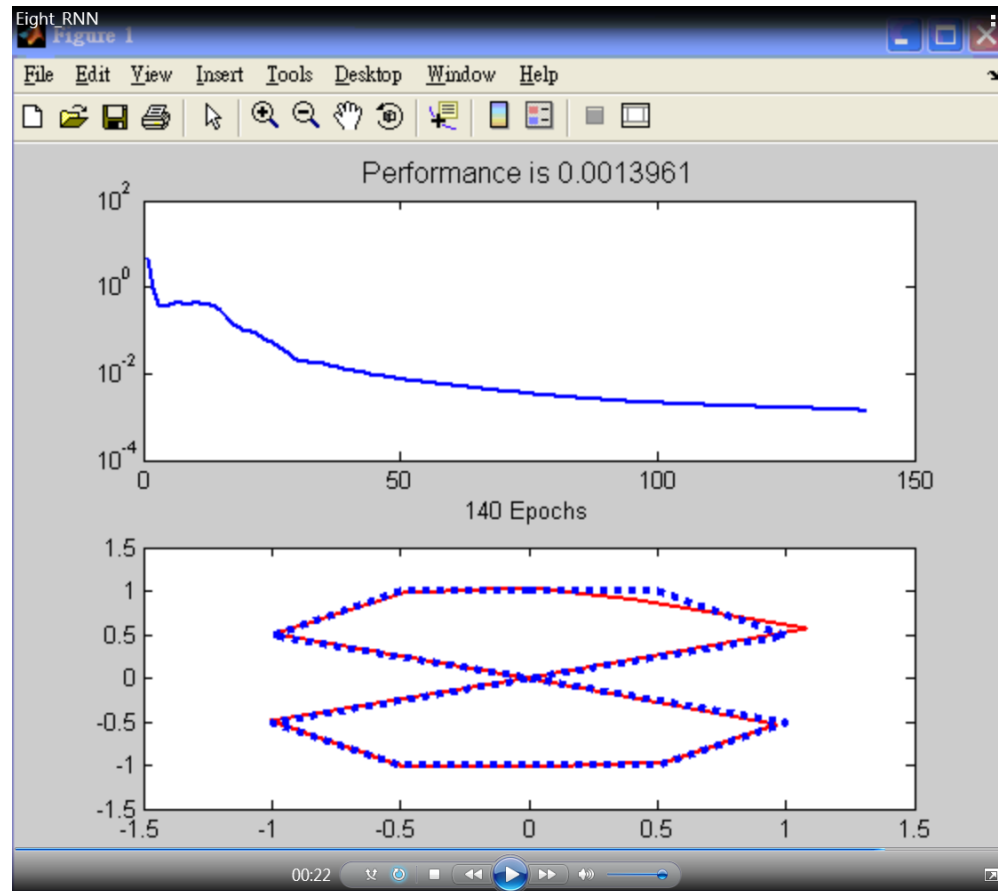 Eight_RNN
Figure 1
File Edit View Insert Tools Desktop Window Help
Performance is 0.0013961
10^2
10^0
10^-2
10^-4
0 50 100 150
140 Epochs
1.5
1
0.5
0
-0.5
-1
-1.5
-1.5 -1 -0.5 0 0.5 1 1.5
00:22